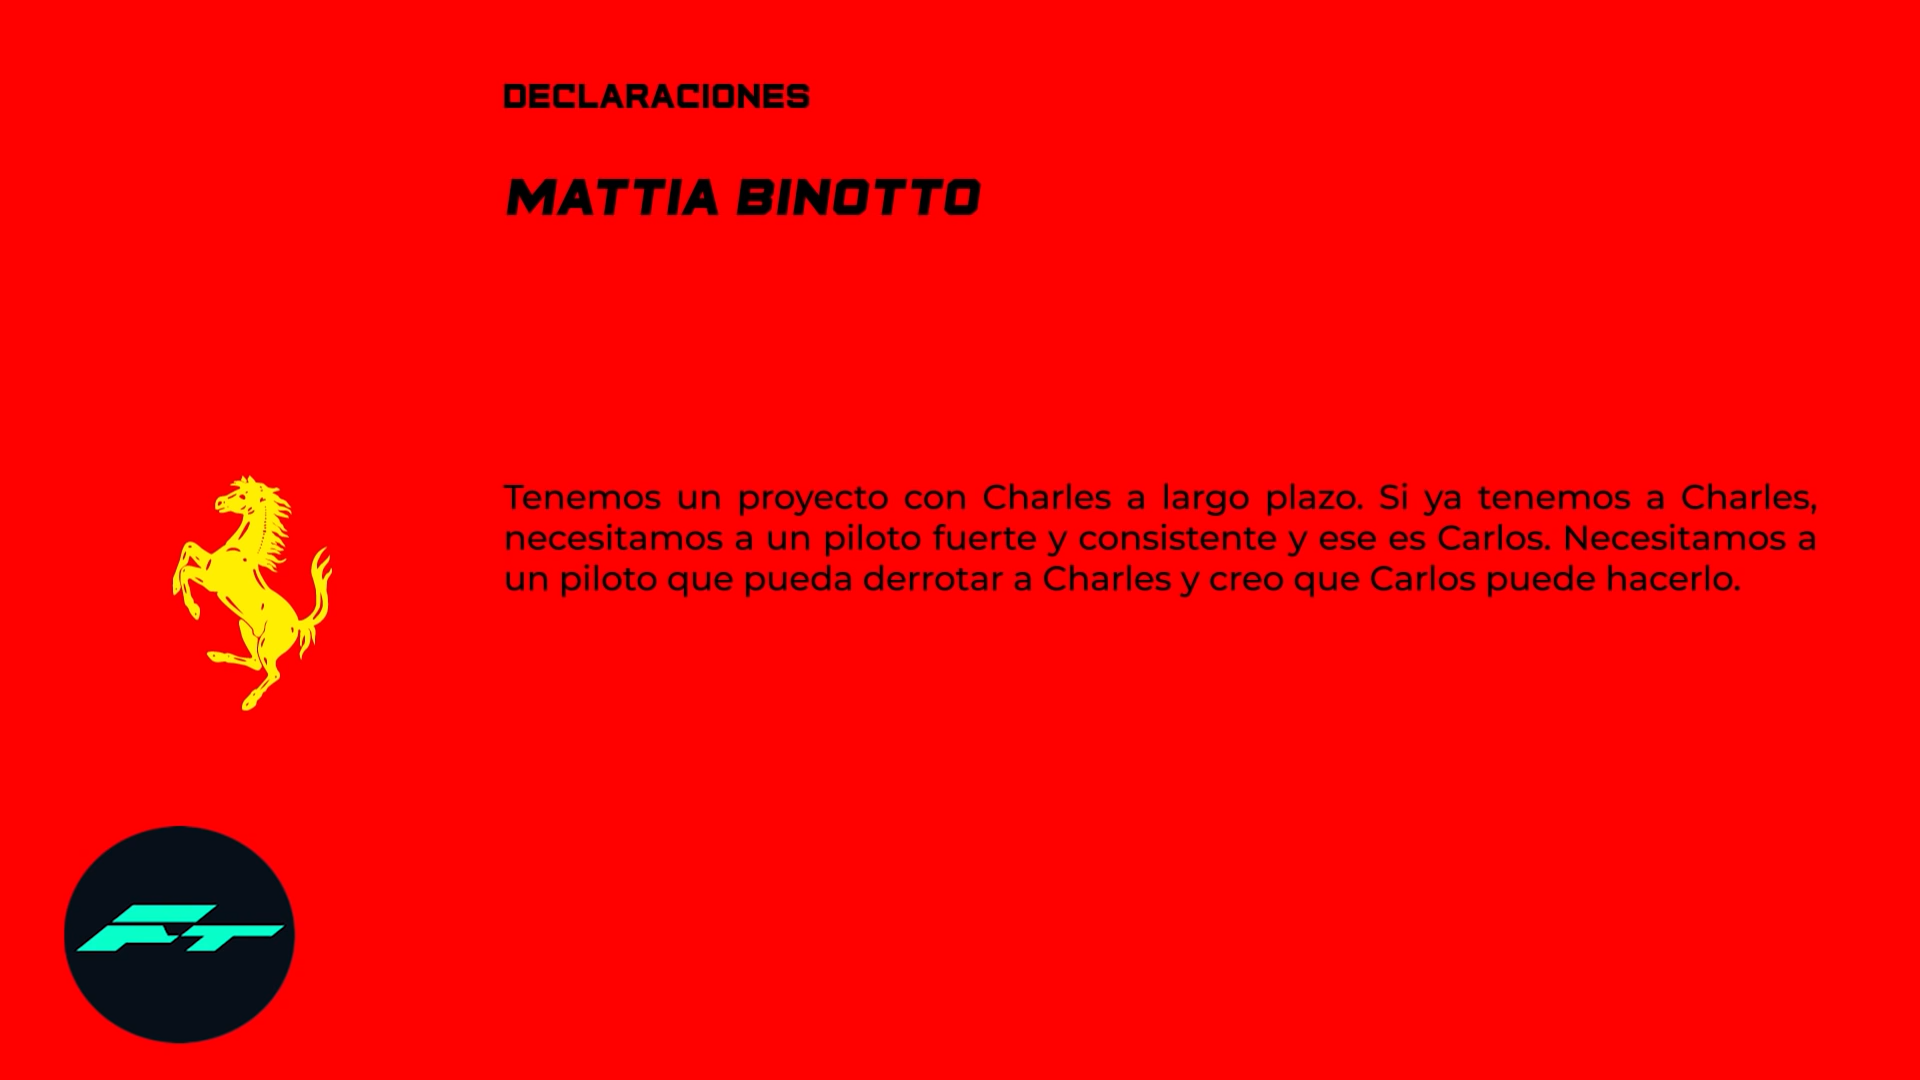 DECLARACIONES
MATTIA BINOTTO
Tenemos un proyecto con Charles a largo plazo. Si ya tenemos a Charles,
necesitamos a un piloto fuerte y consistente y ese es Carlos. Necesitamos a
un piloto que pueda derrotar a Charles y creo que Carlos puede hacerlo.
FT